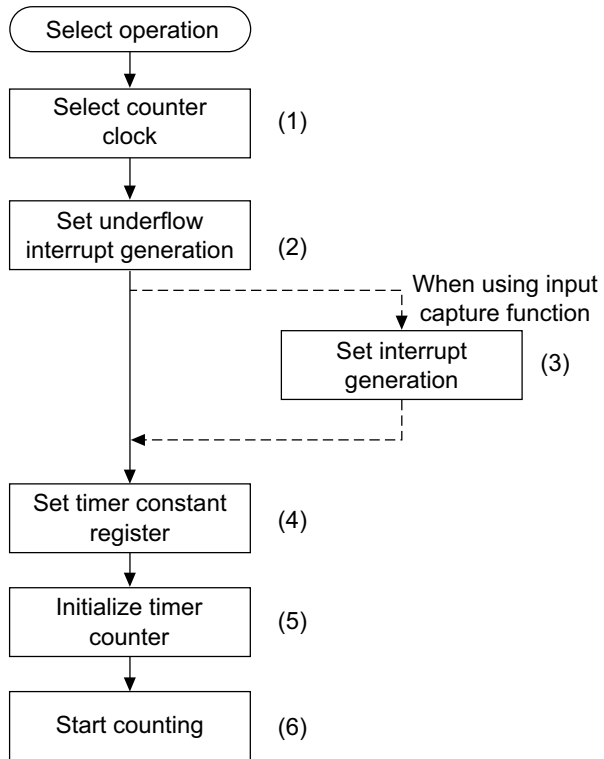 Select operation
Select counter
clock
(1)
Set underflow
interrupt generation
(2)
When using input
capture function
Set interrupt
generation
(3)
Set timer constant
register
(4)
Initialize timer
counter
(5)
Start counting
(6)